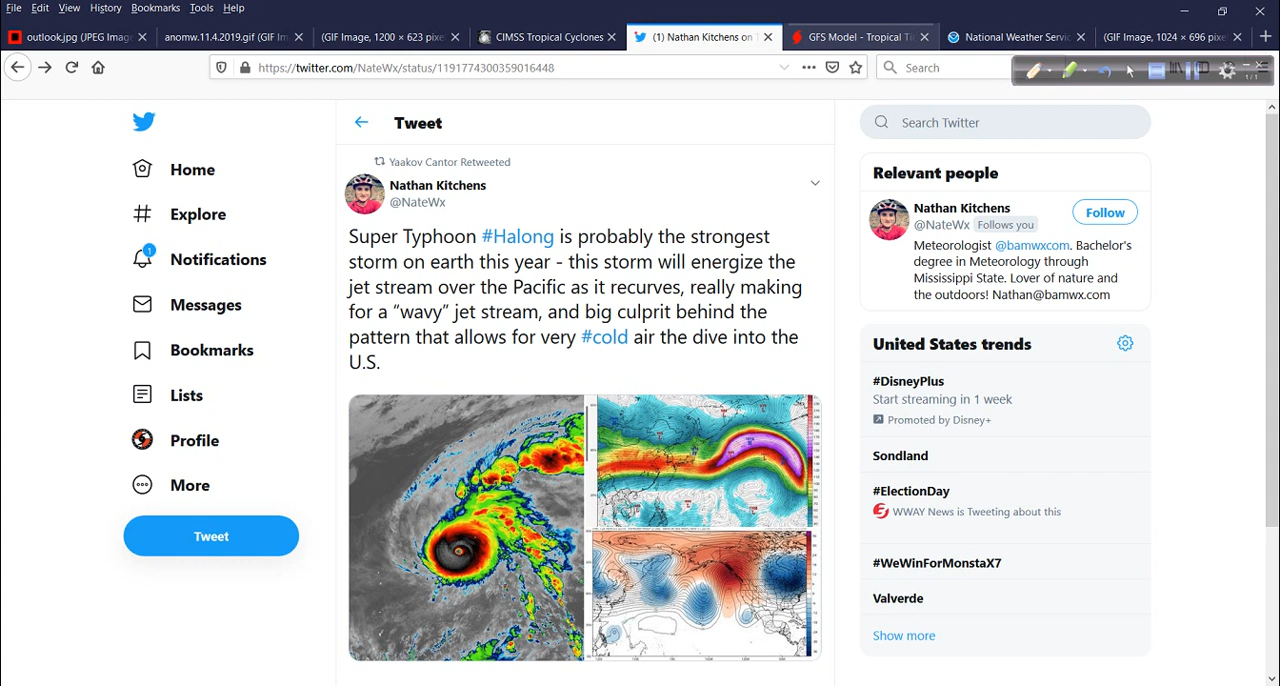 File Edit View History Bookmarks Tools Help
outlook.jpg (JPEG Imag
anomw.11.4.2019.gif (GIF Im
(GIF Image, 1200 × 623 pixe
CIMSS Tropical Cyclones
(1) Nathan Kitchens on
GFS Model - Tropical Ti
National Weather Servic
(GIF Image, 1024 × 696 pixe
https://twitter.com/NateWx/status/1191774300359016448
Search
1/1
Home
Explore
1
Notifications
Messages
Bookmarks
Lists
Profile
More
Tweet
Tweet
Yaakov Cantor Retweeted
Nathan Kitchens
@NateWx
Super Typhoon #Halong is probably the strongest
storm on earth this year - this storm will energize the
jet stream over the Pacific as it recurves, really making
for a “wavy” jet stream, and big culprit behind the
pattern that allows for very #cold air the dive into the
U.S.
Search Twitter
Relevant people
Nathan Kitchens
@NateWx Follows you
Follow
Meteorologist @bamwxcom. Bachelor's
degree in Meteorology through
Mississippi State. Lover of nature and
the outdoors! Nathan@bamwx.com
United States trends
#DisneyPlus
Start streaming in 1 week
Promoted by Disney+
Sondland
#ElectionDay
WWAY News is Tweeting about this
#WeWinForMonstaX7
Valverde
Show more